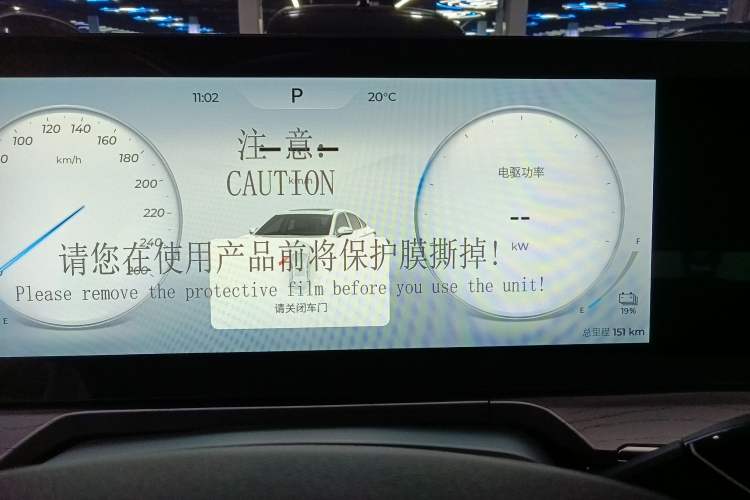 11:02
P
20°C
100
120
140
160
180
200
220
240
260
km/h
E
注意:
CAUTION
km/h
请您在使用产品前将保护膜撕掉!
Please remove the protective film before you use the unit!
请关闭车门
电驱功率
--
kW
F
E
19%
总里程 151 km